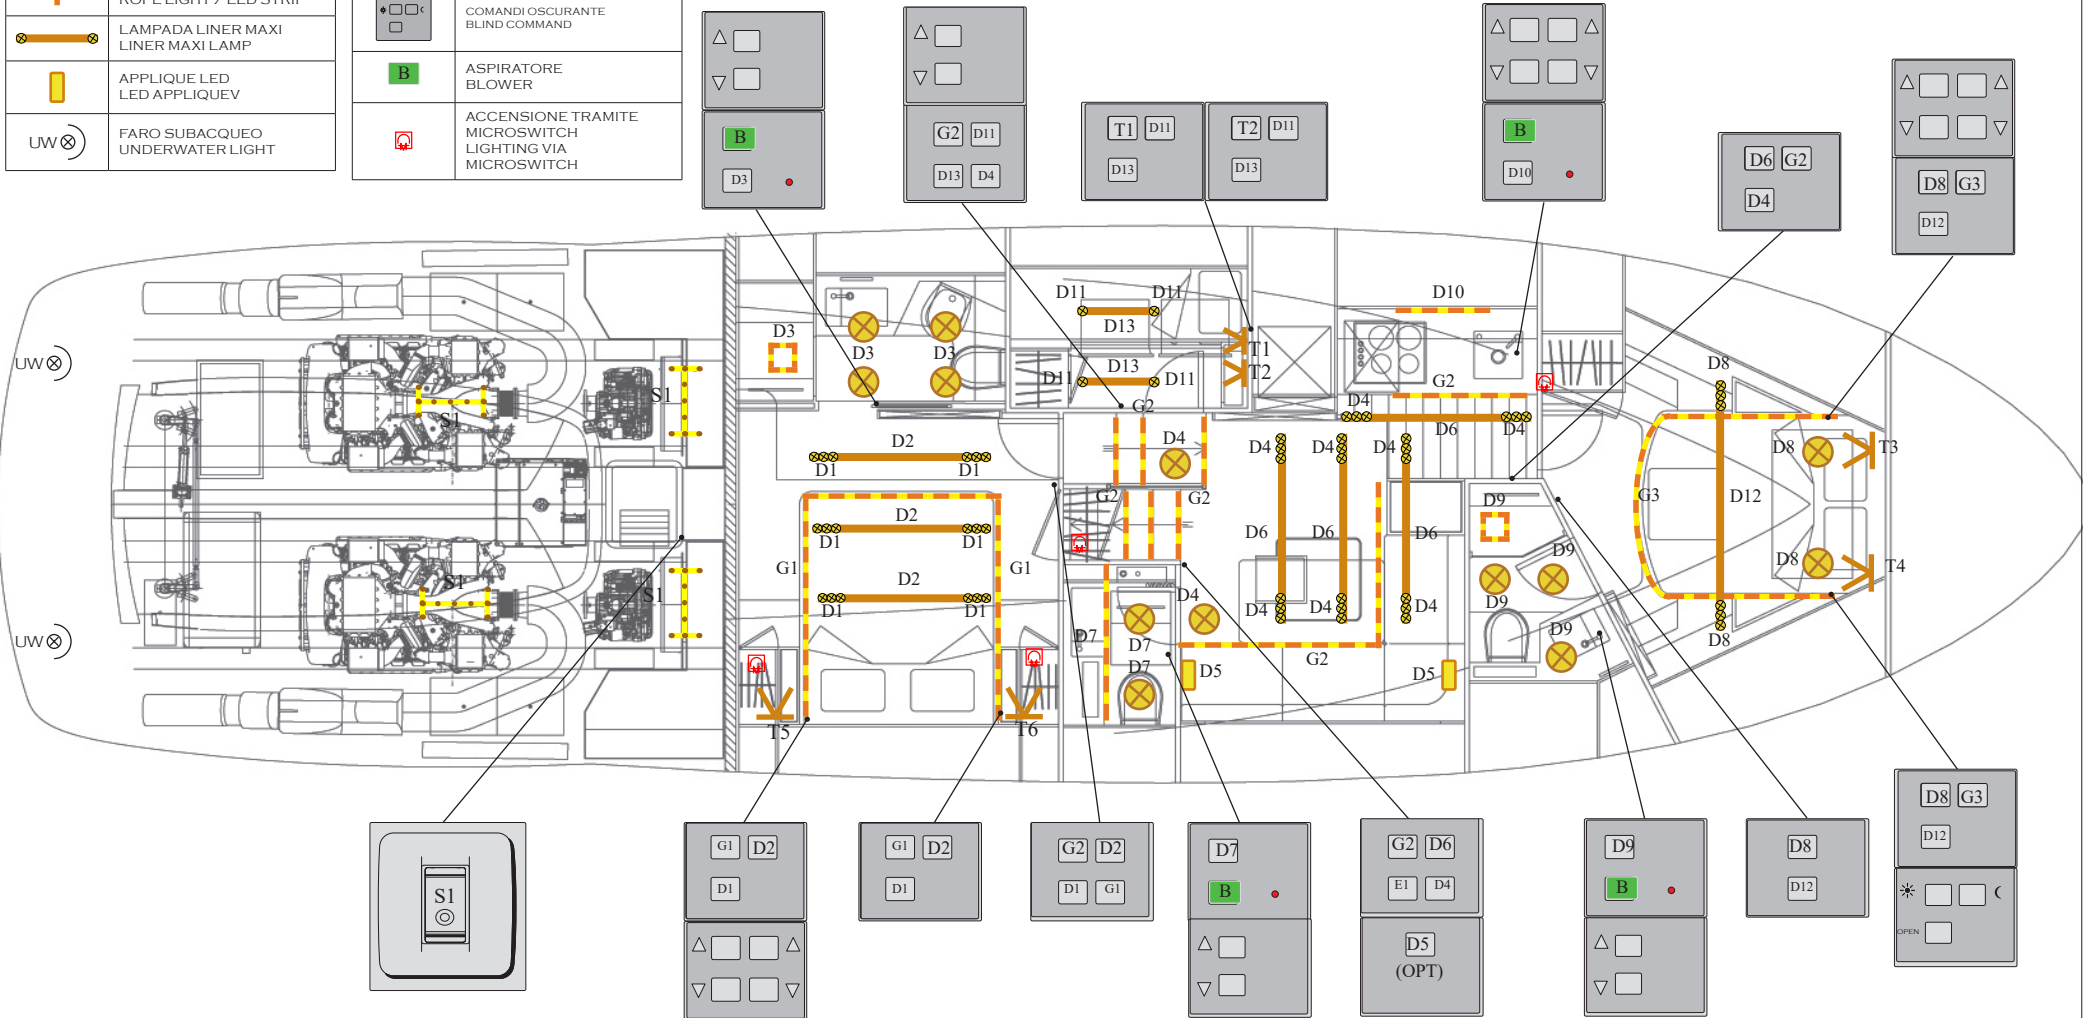 ROPE LIGHT / LED STRIP
LAMPADA LINER MAXI
LINER MAXI LAMP
APPLIQUE LED
LED APPLIQUEV
UW
FARO SUBACQUEO
UNDERWATER LIGHT
COMANDI OSCURANTE
BLIND COMMAND
B
ASPIRATORE
BLOWER
ACCENSIONE TRAMITE
MICROSWITCH
LIGHTING VIA
MICROSWITCH
B
D3
G2 D11
D13 D4
T1 D11
D13
T2 D11
D13
B
D10
D6 G2
D4
D8 G3
D12
UW
UW
S1
S1
S1
S1
D3
D3
D3
D11
D11
D13
D13
D11
D11
T1
T2
D10
G2
G2
D4
D6
D4
D2
D1
D1
D4
D4
D4
D4
G2
G2
D2
D1
D1
G1
G1
D2
D1
D1
D6
D6
D6
D4
D4
D4
D4
D7
D7
D7
D5
G2
D5
D9
D9
D9
D9
D8
D8
T3
G3
D12
D8
T4
D8
T5
T6
S1
G1 D2
D1
G1 D2
D1
G2 D2
D1 G1
D7
B
G2 D6
E1 D4
D5
(OPT)
D9
B
D8
D12
D8 G3
D12
OPEN